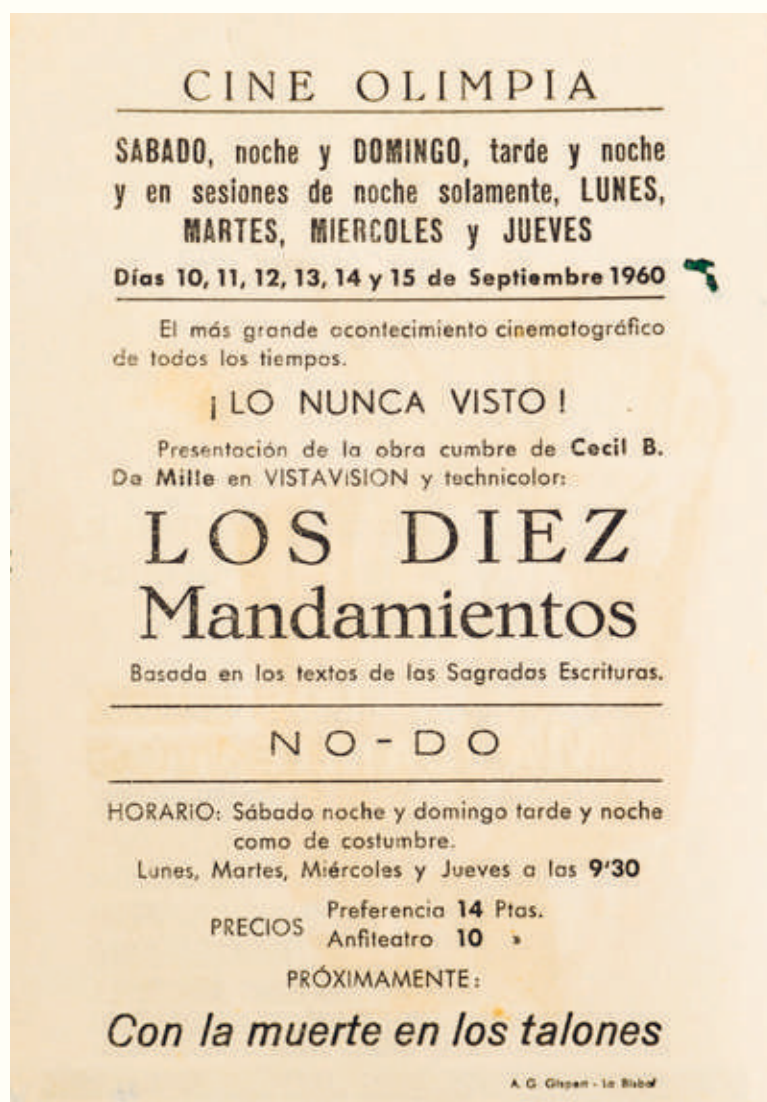 CINE OLIMPIA
SABADO, noche y DOMINGO, tarde y noche
y en sesiones de noche solamente, LUNES,
MARTES, MIERCOLES y JUEVES
Días 10, 11, 12, 13, 14 y 15 de Septiembre 1960
El más grande acontecimiento cinematográfico
de todos los tiempos.
¡LO NUNCA VISTO!
Presentación de la obra cumbre de Cecil B.
De Mille en VISTAVISION y technicolor:
LOS DIEZ
Mandamientos
Basada en los textos de las Sagradas Escrituras.
NO-DO
HORARIO: Sábado noche y domingo tarde y noche
como de costumbre.
Lunes, Martes, Miércoles y Jueves a las 9'30
PRECIOS
Preferencia 14 Ptas.
Anfiteatro 10 »
PRÓXIMAMENTE:
Con la muerte en los talones
A. G. Gispert - La Bisbal